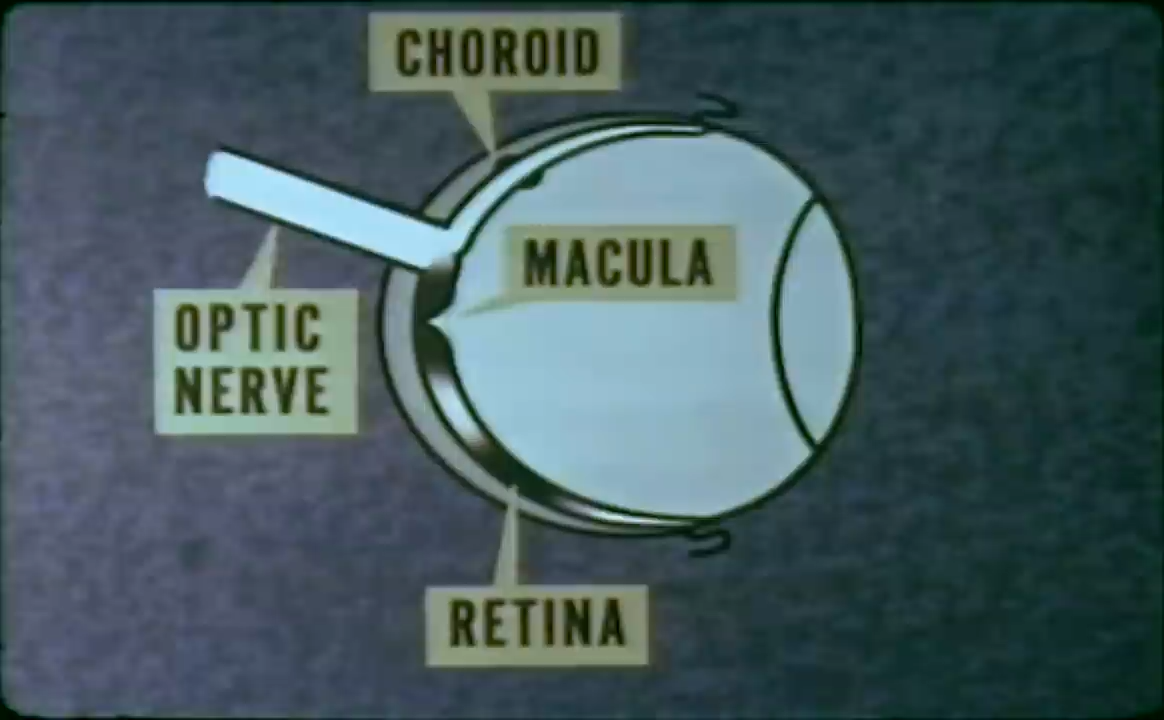 CHOROID
MACULA
OPTIC
NERVE
RETINA